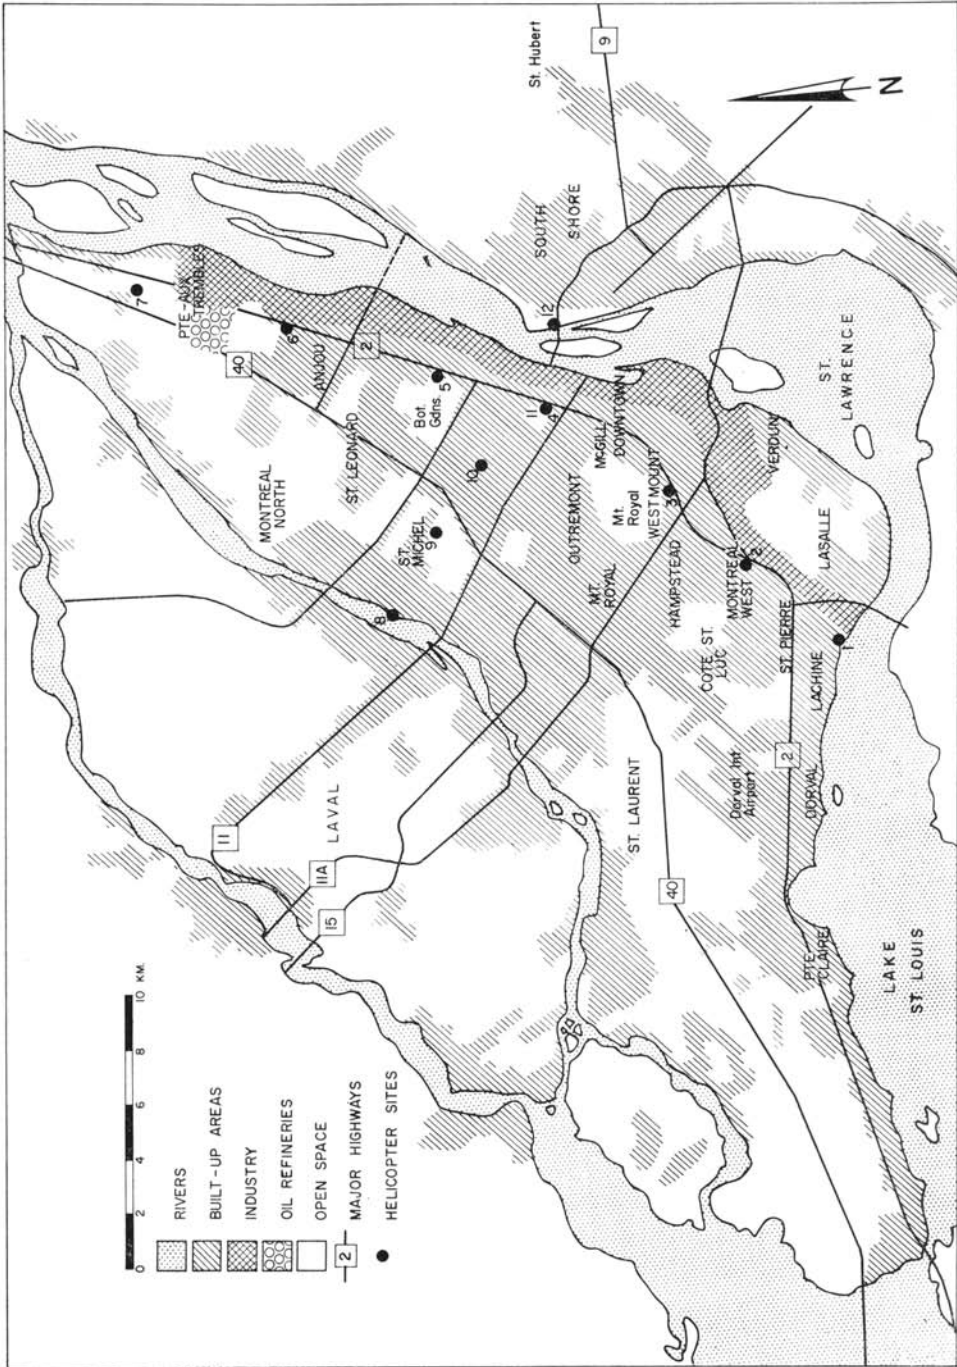 0 2 4 6 8 10 KM.
RIVERS
BUILT-UP AREAS
INDUSTRY
OIL REFINERIES
OPEN SPACE
2 MAJOR HIGHWAYS
HELICOPTER SITES
11
11A
15
LAVAL
MONTREAL
NORTH
ST. LEONARD
ANJOU
PTE-AUX
TREMBLES
40
2
7
6
5
Bot.
Gdns.
ST.
MICHEL
9
8
10
11
4
12
SOUTH
SHORE
St. Hubert
9
N
OUTREMONT
McGILL
DOWNTOWN
Mt.
Royal
WESTMOUNT
3
MT.
ROYAL
HAMPSTEAD
COTE ST.
LUC
MONTREAL
WEST
2
ST. PIERRE
LACHINE
1
LASALLE
VERDUN
ST.
LAWRENCE
ST. LAURENT
Dorval Int
Airport
2
DORVAL
40
PTE.
CLAIRE
LAKE
ST. LOUIS